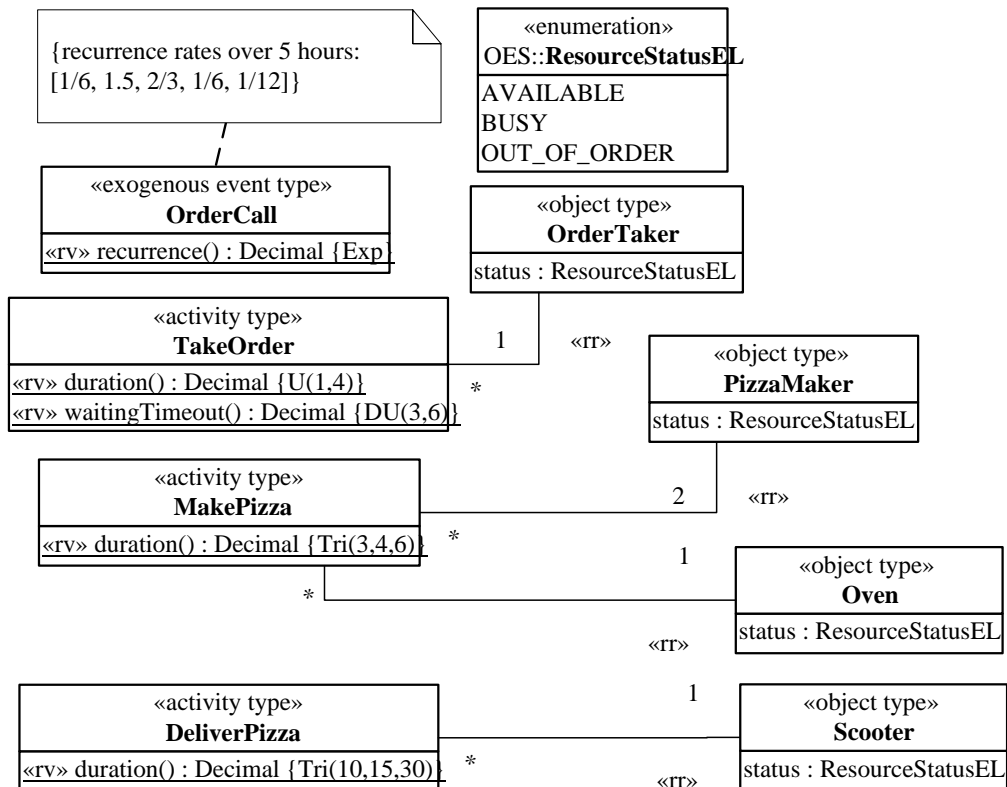 {recurrence rates over 5 hours:
[1/6, 1.5, 2/3, 1/6, 1/12]}
«enumeration»
OES::ResourceStatusEL
AVAILABLE
BUSY
OUT_OF_ORDER
«exogenous event type»
OrderCall
«rv» recurrence() : Decimal {Exp}
«object type»
OrderTaker
status : ResourceStatusEL
«activity type»
TakeOrder
«rv» duration() : Decimal {U(1,4)}
«rv» waitingTimeout() : Decimal {DU(3,6)}
1
«rr»
*
«object type»
PizzaMaker
status : ResourceStatusEL
«activity type»
MakePizza
«rv» duration() : Decimal {Tri(3,4,6)}
2
«rr»
*
1
*
«rr»
«object type»
Oven
status : ResourceStatusEL
«activity type»
DeliverPizza
«rv» duration() : Decimal {Tri(10,15,30)}
1
*
«rr»
«object type»
Scooter
status : ResourceStatusEL